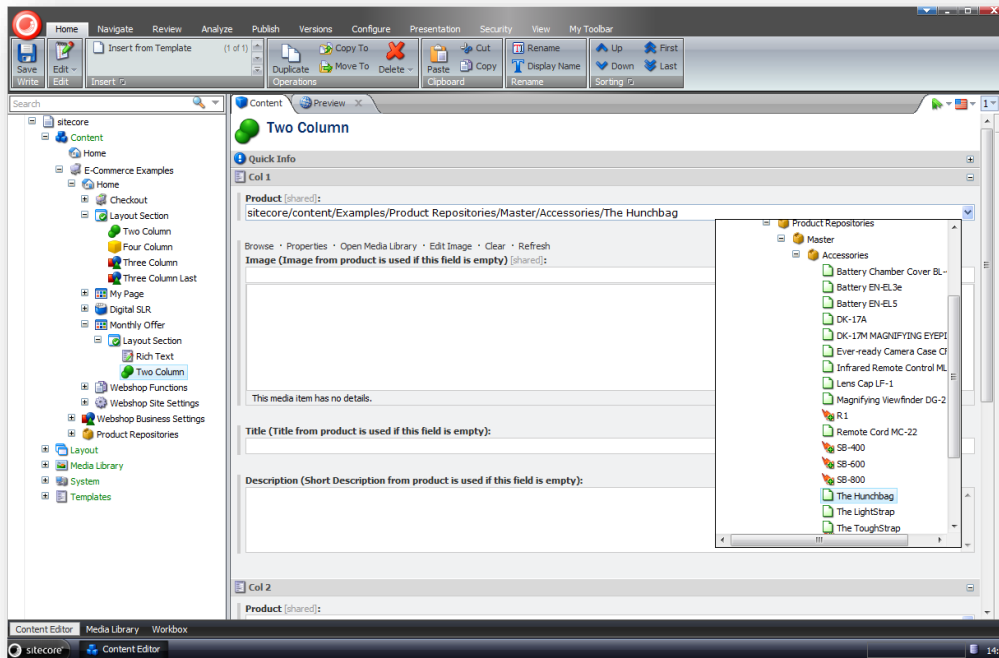 Home Navigate Review Analyze Publish Versions Configure Presentation Security View My Toolbar
Save
Write
Edit
Edit
Insert from Template
(1 of 1)
Insert
Duplicate
Copy To
Move To
Delete
Operations
Paste
Cut
Copy
Clipboard
Rename
Display Name
Rename
Up
First
Down
Last
Sorting
Search
sitecore
Content
Home
E-Commerce Examples
Home
Checkout
Layout Section
Two Column
Four Column
Three Column
Three Column Last
My Page
Digital SLR
Monthly Offer
Layout Section
Rich Text
Two Column
Webshop Functions
Webshop Site Settings
Webshop Business Settings
Product Repositories
Layout
Media Library
System
Templates
Content
Preview X
1
Two Column
Quick Info
Col 1
Product [shared]:
sitecore/content/Examples/Product Repositories/Master/Accessories/The Hunchbag
Browse · Properties · Open Media Library · Edit Image · Clear · Refresh
Image (Image from product is used if this field is empty) [shared]:
This media item has no details.
Title (Title from product is used if this field is empty):
Description (Short Description from product is used if this field is empty):
Product Repositories
Master
Accessories
Battery Chamber Cover BL-
Battery EN-EL3e
Battery EN-EL5
DK-17A
DK-17M MAGNIFYING EYEPI
Ever-ready Camera Case CF
Infrared Remote Control ML
Lens Cap LF-1
Magnifying Viewfinder DG-2
R1
Remote Cord MC-22
SB-400
SB-600
SB-800
The Hunchbag
The LightStrap
The ToughStrap
Col 2
Product [shared]:
Content Editor Media Library Workbox
sitecore Content Editor 14: